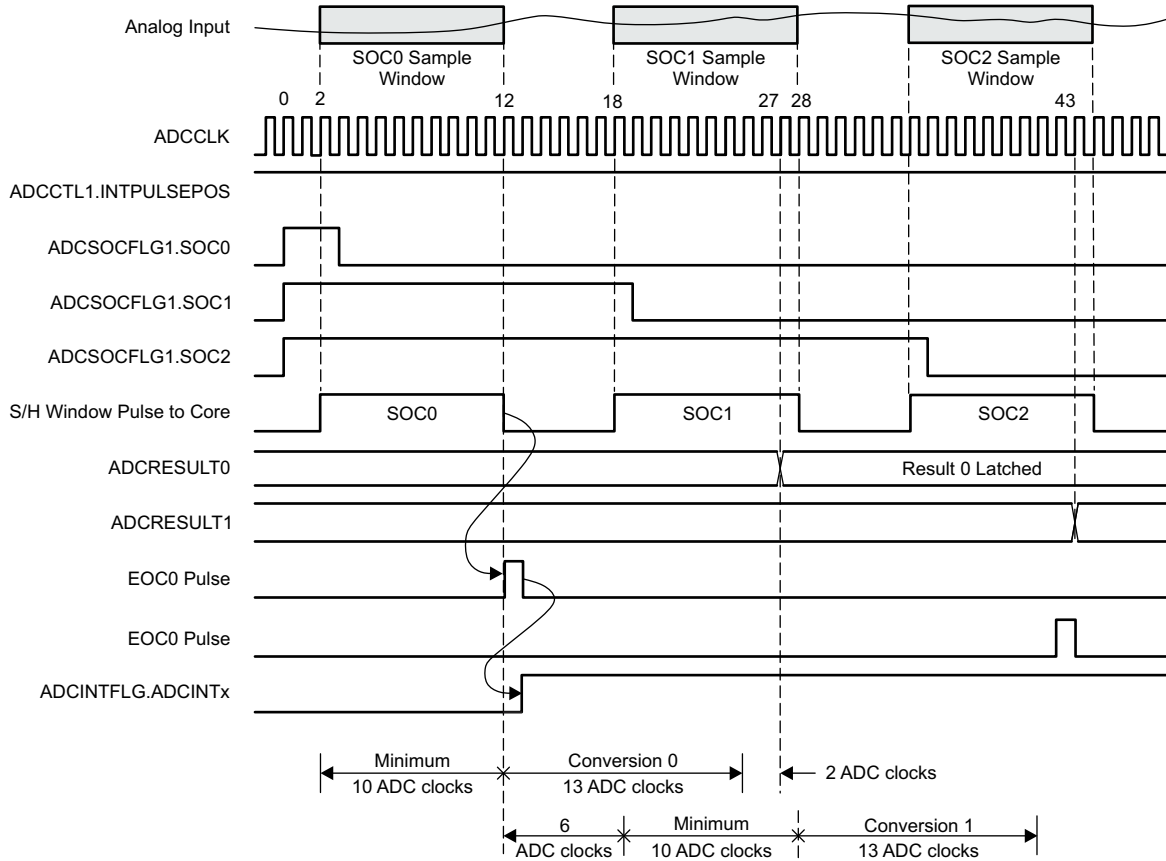 Analog Input
SOC0 Sample
Window
SOC1 Sample
Window
SOC2 Sample
Window
0 2 12 18 27 28 43
ADCCLK
ADCCTL1.INTPULSEPOS
ADCSOCFLG1.SOC0
ADCSOCFLG1.SOC1
ADCSOCFLG1.SOC2
S/H Window Pulse to Core SOC0 SOC1 SOC2
ADCRESULT0 Result 0 Latched
ADCRESULT1
EOC0 Pulse
EOC0 Pulse
ADCINTFLG.ADCINTx
Minimum
10 ADC clocks
Conversion 0
13 ADC clocks
2 ADC clocks
6
ADC clocks
Minimum
10 ADC clocks
Conversion 1
13 ADC clocks